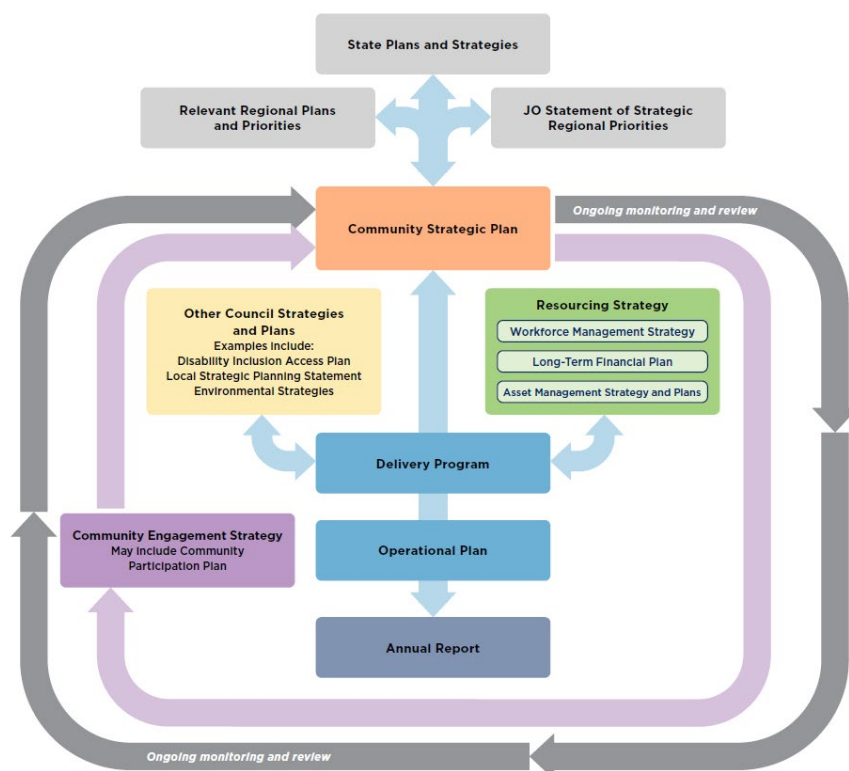 State Plans and Strategies
Relevant Regional Plans
and Priorities
JO Statement of Strategic
Regional Priorities
Community Strategic Plan
Ongoing monitoring and review
Other Council Strategies
and Plans
Examples include:
Disability Inclusion Access Plan
Local Strategic Planning Statement
Environmental Strategies
Resourcing Strategy
Workforce Management Strategy
Long-Term Financial Plan
Asset Management Strategy and Plans
Delivery Program
Community Engagement Strategy
May Include Community
Participation Plan
Operational Plan
Annual Report
Ongoing monitoring and review